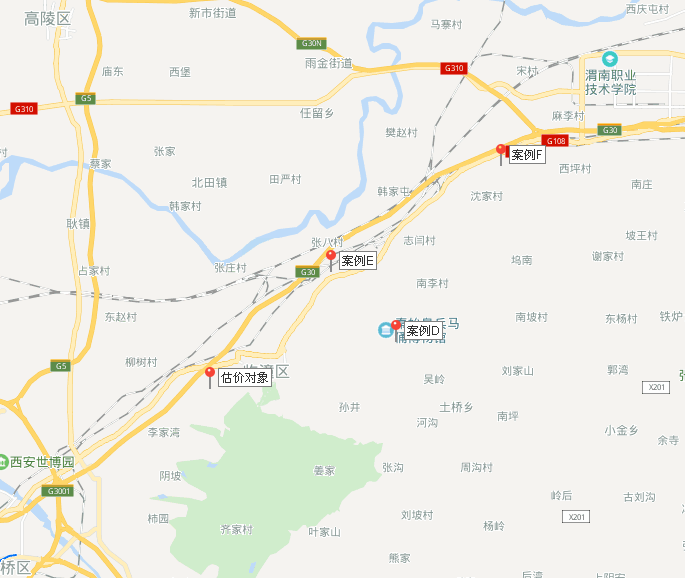 西庆屯村
高陵区
新市街道
马寨村
G30N
雨金街道
G310
宋村
渭南职业
技术学院
庙东
西堡
G5
G310
任留乡
麻李村
樊赵村
G30
G108
案例F
张家
蔡家
西坪村
田严村
北田镇
韩家屯
沈家村
南庄
韩家村
耿镇
坡王村
张八村
志闫村
案例E
坞南
谢家村
占家村
张庄村
G30
南李村
东赵村
南坡村
东杨村
铁炉
案例D
柳树村
G5
估价对象
吴岭
刘家山
郭湾
X201
孙井
土桥乡
河沟
南坪
李家湾
小金乡
余寺
西安世博园
阴坡
姜家
张沟
周沟村
G3001
岭后
古刘沟
柿园
刘坡村
X201
齐家村
叶家山
杨岭
熊家
桥区
后湾